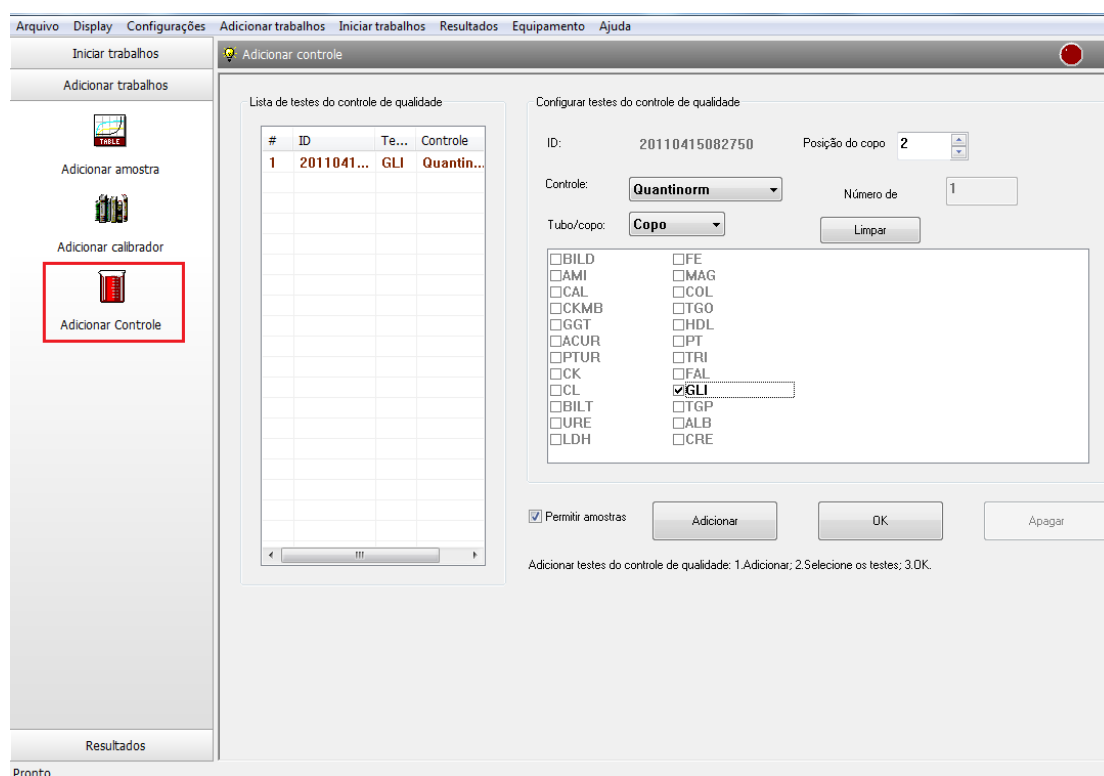 Arquivo Display Configurações Adicionar trabalhos Iniciar trabalhos Resultados Equipamento Ajuda
Iniciar trabalhos
Adicionar controle
Adicionar trabalhos
TABLE
Adicionar amostra
Adicionar calibrador
Adicionar Controle
Lista de testes do controle de qualidade
# ID Te... Controle
1 2011041... GLI Quantin...
Configurar testes do controle de qualidade
ID: 20110415082750 Posição do copo 2
Controle: Quantinorm Número de 1
Tubo/copo: Copo Limpar
BILD FE
AMI MAG
CAL COL
CKMB TGO
GGT HDL
ACUR PT
PTUR TRI
CK FAL
CL GLI
BILT TGP
URE ALB
LDH CRE
Permitir amostras Adicionar OK Apagar
Adicionar testes do controle de qualidade: 1.Adicionar; 2.Selecione os testes; 3.OK.
Resultados
Pronto